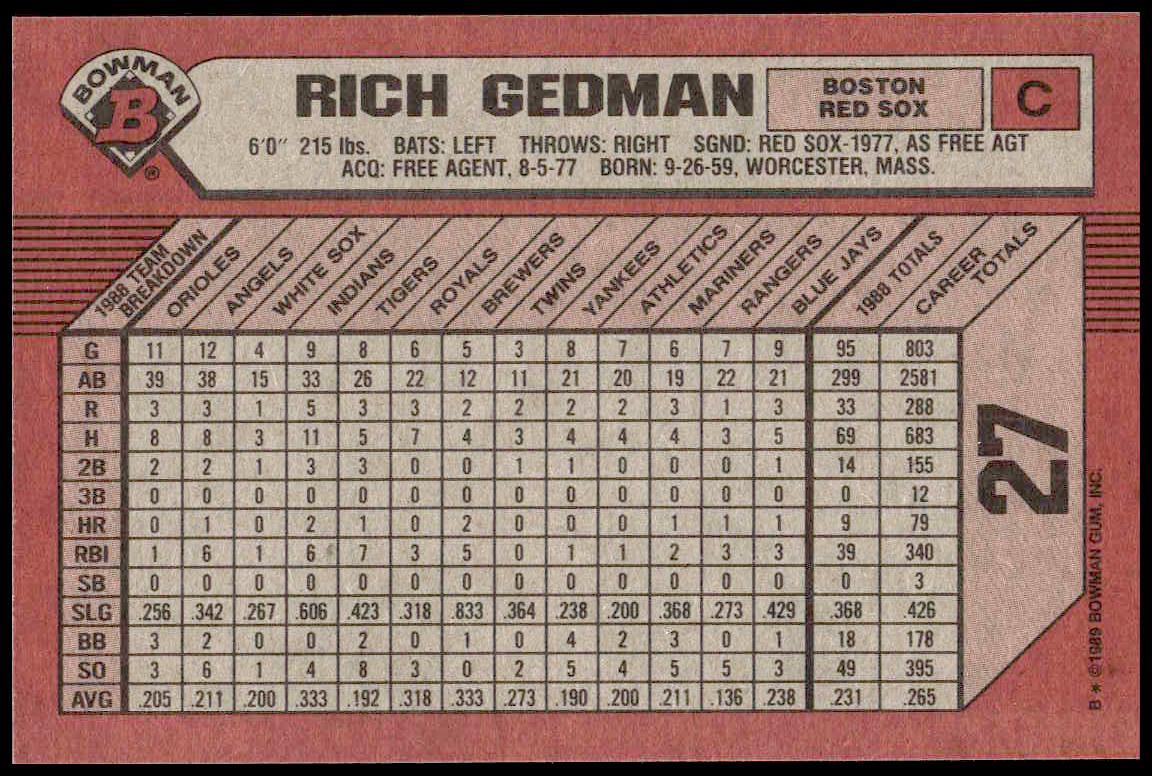 BOWMAN
B
®
RICH GEDMAN
BOSTON
RED SOX
C
6'0" 215 lbs. BATS: LEFT THROWS: RIGHT SGND: RED SOX-1977, AS FREE AGT
ACQ: FREE AGENT, 8-5-77 BORN: 9-26-59, WORCESTER, MASS.
1988 TEAM BREAKDOWN ORIOLES ANGELS WHITE SOX INDIANS TIGERS ROYALS BREWERS TWINS YANKEES ATHLETICS MARINERS RANGERS BLUE JAYS 1988 TOTALS CAREER TOTALS
G 11 12 4 9 8 6 5 3 8 7 6 7 9 95 803
AB 39 38 15 33 26 22 12 11 21 20 19 22 21 299 2581
R 3 3 1 5 3 3 2 2 2 2 3 1 3 33 288
H 8 8 3 11 5 7 4 3 4 4 4 3 5 69 683
2B 2 2 1 3 3 0 0 1 1 0 0 0 1 14 155
3B 0 0 0 0 0 0 0 0 0 0 0 0 0 0 12
HR 0 1 0 2 1 0 2 0 0 0 1 1 1 9 79
RBI 1 6 1 6 7 3 5 0 1 1 2 3 3 39 340
SB 0 0 0 0 0 0 0 0 0 0 0 0 0 0 3
SLG .256 .342 .267 .606 .423 .318 .833 .364 .238 .200 .368 .273 .429 .368 .426
BB 3 2 0 0 2 0 1 0 4 2 3 0 1 18 178
SO 3 6 1 4 8 3 0 2 5 4 5 5 3 49 395
AVG .205 .211 .200 .333 .192 .318 .333 .273 .190 .200 .211 .136 .238 .231 .265
27
B * ©1989 BOWMAN GUM, INC.